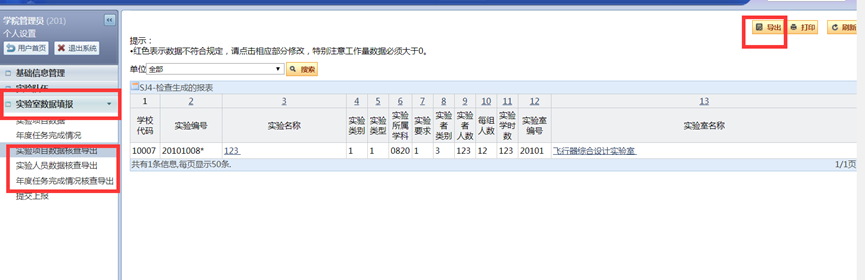 学院管理员 (201)
个人设置
用户首页 退出系统
基础信息管理
实验队伍
实验室数据填报
实验项目数据
年度任务完成情况
实验项目数据核查导出
实验人员数据核查导出
年度任务完成情况核查导出
提交上报
导出 打印 刷新
提示：
•红色表示数据不符合规定，请点击相应部分修改，特别注意工作量数据必须大于0。
单位 全部 搜索
SJ4-检查生成的报表
1 2 3 4 5 6 7 8 9 10 11 12 13
学校代码 实验编号 实验名称 实验类别 实验类型 实验所属学科 实验要求 实验者类别 实验者人数 每组人数 实验学时数 实验室编号 实验室名称
10007 20101008* 123 1 1 0820 1 3 123 12 123 20101 飞行器综合设计实验室
共有1条信息,每页显示50条. 1/1页